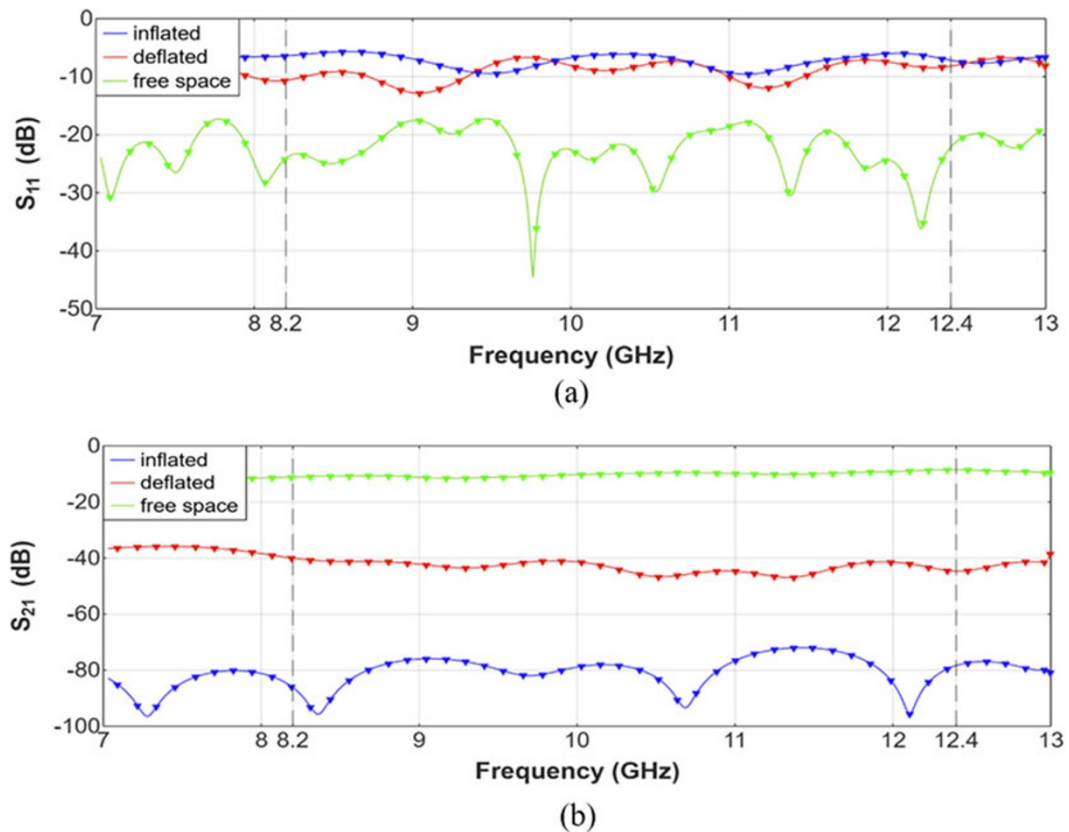 0
inflated
deflated
free space
-10
-20
-30
-40
-50
S11 (dB)
7 8 8.2 9 10 11 12 12.4 13
Frequency (GHz)
(a)
0
inflated
deflated
free space
-20
-40
-60
-80
-100
S21 (dB)
7 8 8.2 9 10 11 12 12.4 13
Frequency (GHz)
(b)